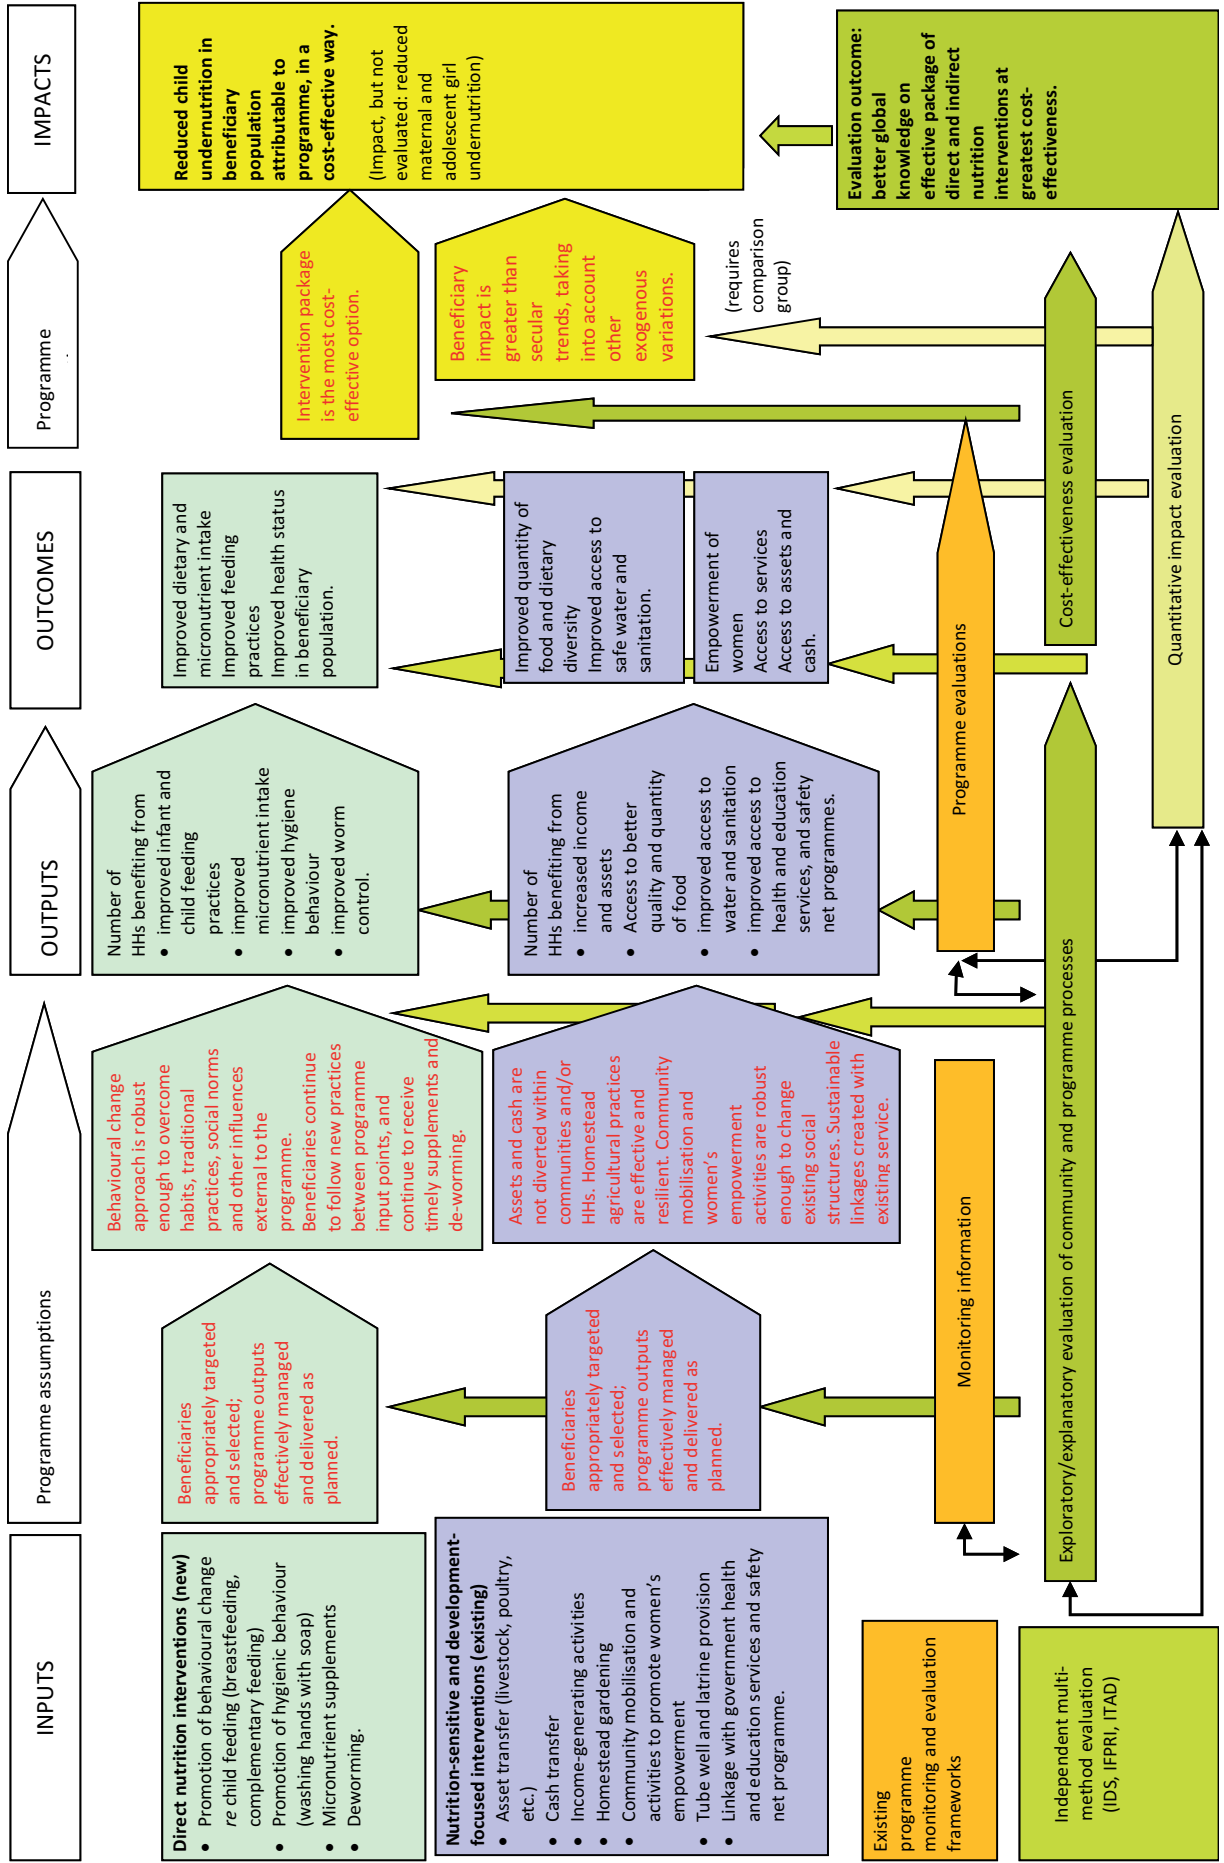 INPUTS
Programme assumptions
OUTPUTS
OUTCOMES
Programme
IMPACTS
Direct nutrition interventions (new)
• Promotion of behavioural change
re child feeding (breastfeeding,
complementary feeding)
• Promotion of hygienic behaviour
(washing hands with soap)
• Micronutrient supplements
• Deworming.
Beneficiaries
appropriately targeted
and selected;
programme outputs
effectively managed
and delivered as
planned.
Behavioural change
approach is robust
enough to overcome
habits, traditional
practices, social norms
and other influences
external to the
programme.
Beneficiaries continue
to follow new practices
between programme
input points, and
continue to receive
timely supplements and
de-worming.
Number of
HHs benefiting from
• improved infant and
child feeding
practices
• improved
micronutrient intake
• improved hygiene
behaviour
• improved worm
control.
Improved dietary and
micronutrient intake
Improved feeding
practices
Improved health status
in beneficiary
population.
Intervention package
is the most cost-
effective option.
Reduced child
undernutrition in
beneficiary
population
attributable to
programme, in a
cost-effective way.
(Impact, but not
evaluated: reduced
maternal and
adolescent girl
undernutrition)
Nutrition-sensitive and development-
focused interventions (existing)
• Asset transfer (livestock, poultry,
etc.)
• Cash transfer
• Income-generating activities
• Homestead gardening
• Community mobilisation and
activities to promote women's
empowerment
• Tube well and latrine provision
• Linkage with government health
and education services and safety
net programme.
Beneficiaries
appropriately targeted
and selected;
programme outputs
effectively managed
and delivered as
planned.
Assets and cash are
not diverted within
communities and/or
HHs. Homestead
agricultural practices
are effective and
resilient. Community
mobilisation and
women's
empowerment
activities are robust
enough to change
existing social
structures. Sustainable
linkages created with
existing service.
Number of
HHs benefiting from
• increased income
and assets
• Access to better
quality and quantity
of food
• improved access to
water and sanitation
• improved access to
health and education
services, and safety
net programmes.
Improved quantity of
food and dietary
diversity
Improved access to
safe water and
sanitation.
Empowerment of
women
Access to services
Access to assets and
cash.
Beneficiary
impact is
greater than
secular
trends, taking
into account
other
exogenous
variations.
(requires
comparison
group)
Existing
programme
monitoring and evaluation
frameworks
Monitoring information
Programme evaluations
Independent multi-
method evaluation
(IDS, IFPRI, ITAD)
Exploratory/explanatory evaluation of community and programme processes
Cost-effectiveness evaluation
Quantitative impact evaluation
Evaluation outcome:
better global
knowledge on
effective package of
direct and indirect
nutrition
interventions at
greatest cost-
effectiveness.